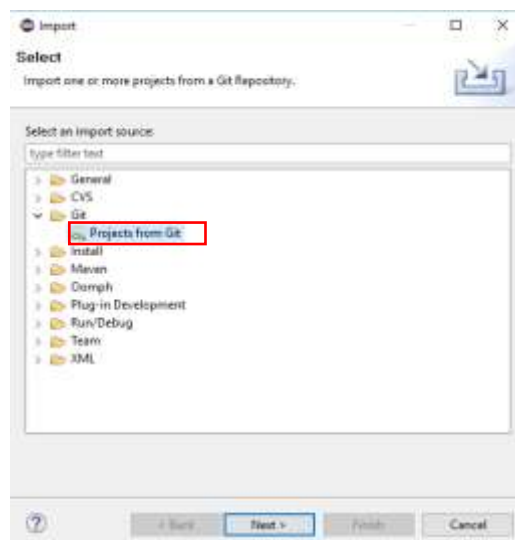 Import
Select
Import one or more projects from a Git Repository.
Select an import source:
type filter text
General
CVS
Git
Projects from Git
Install
Maven
Oomph
Plug-in Development
Run/Debug
Team
XML
?
< Back
Next >
Finish
Cancel